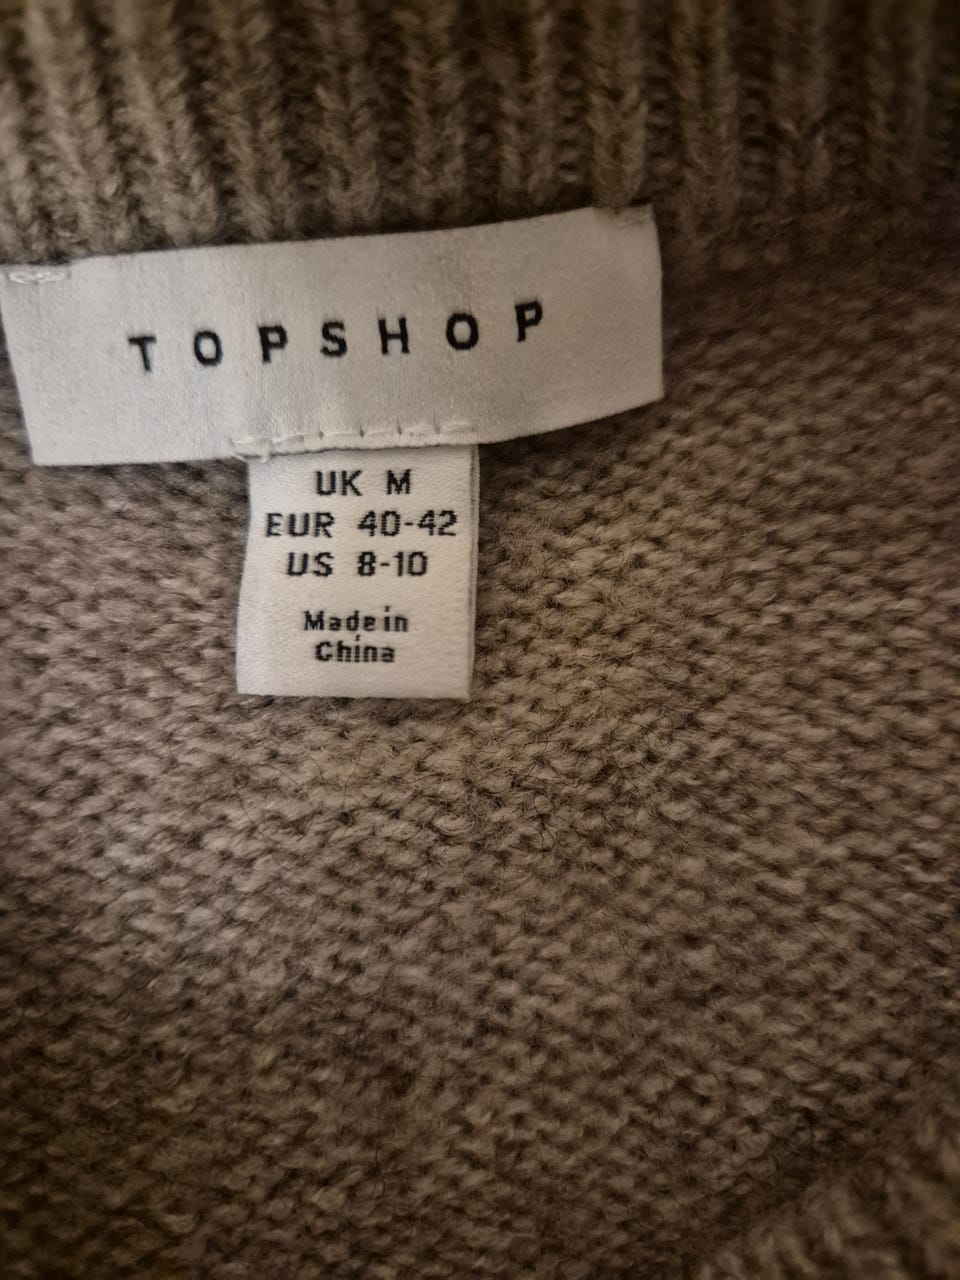 TOPSHOP
UK M
EUR 40-42
US 8-10
Made in
China